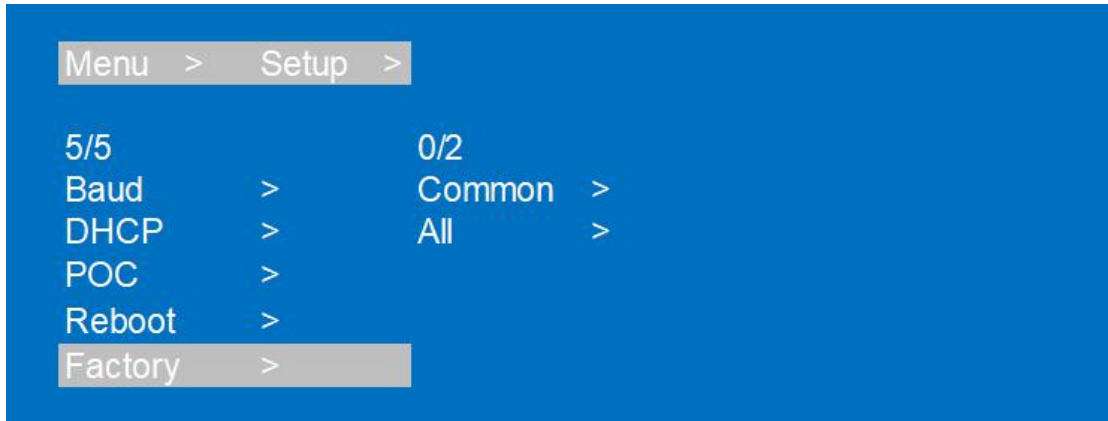 Menu > Setup >
5/5 0/2
Baud > Common >
DHCP > All >
POC >
Reboot >
Factory >